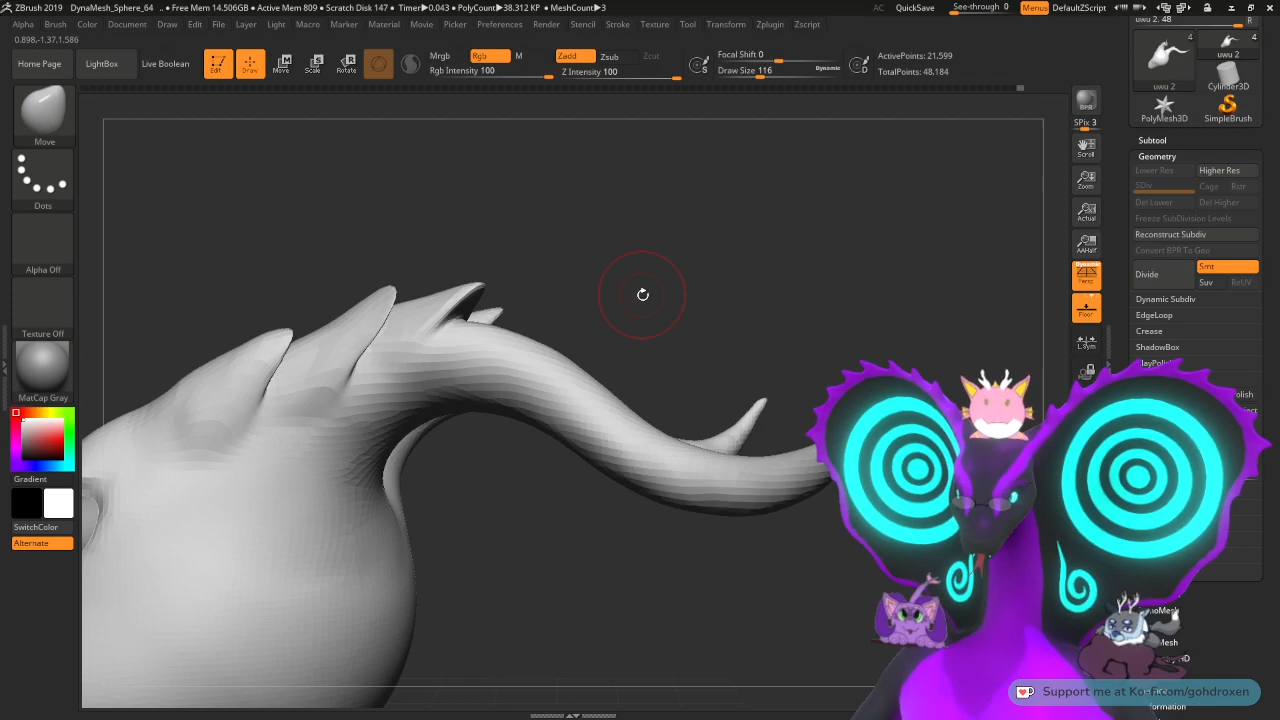 ZBrush 2019 DynaMesh_Sphere_64 .. • Free Mem 14.506GB • Active Mem 809 • Scratch Disk 147 • Timer▶0.043 • PolyCount▶38.312 KP • MeshCount▶3
AC QuickSave See-through 0 Menus DefaultZScript
Alpha Brush Color Document Draw Edit File Layer Light Macro Marker Material Movie Picker Preferences Render Stencil Stroke Texture Tool Transform Zplugin Zscript
0.898,-1.37,1.586
Home Page LightBox Live Boolean Edit Draw Move Scale Rotate
Mrgb Rgb M Zadd Zsub Zcut
Rgb Intensity 100 Z Intensity 100
Focal Shift 0
Draw Size 116 Dynamic
ActivePoints: 21,599
TotalPoints: 48,184
Move
Dots
Alpha Off
Texture Off
MatCap Gray
Gradient
SwitchColor
Alternate
BPR
SPix 3
Scroll
Zoom
Actual
AAHalf
Dynamic
Persp
Floor
L.Sym
uwu 2. 48 R
4 4
uwu 2
Cylinder3D
uwu 2
PolyMesh3D SimpleBrush
Subtool
Geometry
Lower Res Higher Res
SDiv Cage Rstr
Del Lower Del Higher
Freeze SubDivision Levels
Reconstruct Subdiv
Convert BPR To Geo
Divide Smt
Suv ReUV
Dynamic Subdiv
EdgeLoop
Crease
ShadowBox
Support me at Ko-fi.com/gohdroxen